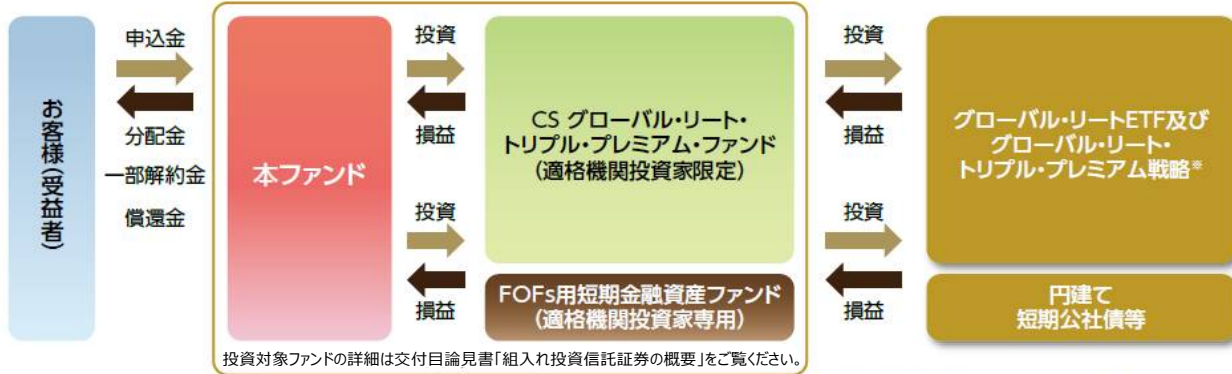 お客様(受益者)
申込金
分配金
一部解約金
償還金
本ファンド
投資
損益
投資
損益
CS グローバル・リート・
トリプル・プレミアム・ファンド
(適格機関投資家限定)
FOFs用短期金融資産ファンド
(適格機関投資家専用)
投資
損益
投資
損益
グローバル・リートETF及び
グローバル・リート・
トリプル・プレミアム戦略※
円建て
短期公社債等
投資対象ファンドの詳細は交付目論見書「組入れ投資信託証券の概要」をご覧ください。